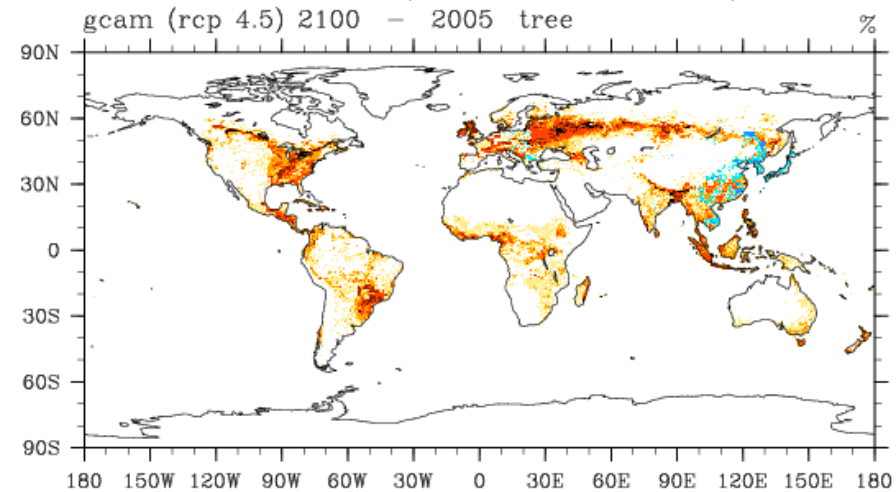 gcam (rcp 4.5) 2100 – 2005 tree %
90N
60N
30N
0
30S
60S
90S
180 150W 120W 90W 60W 30W 0 30E 60E 90E 120E 150E 180